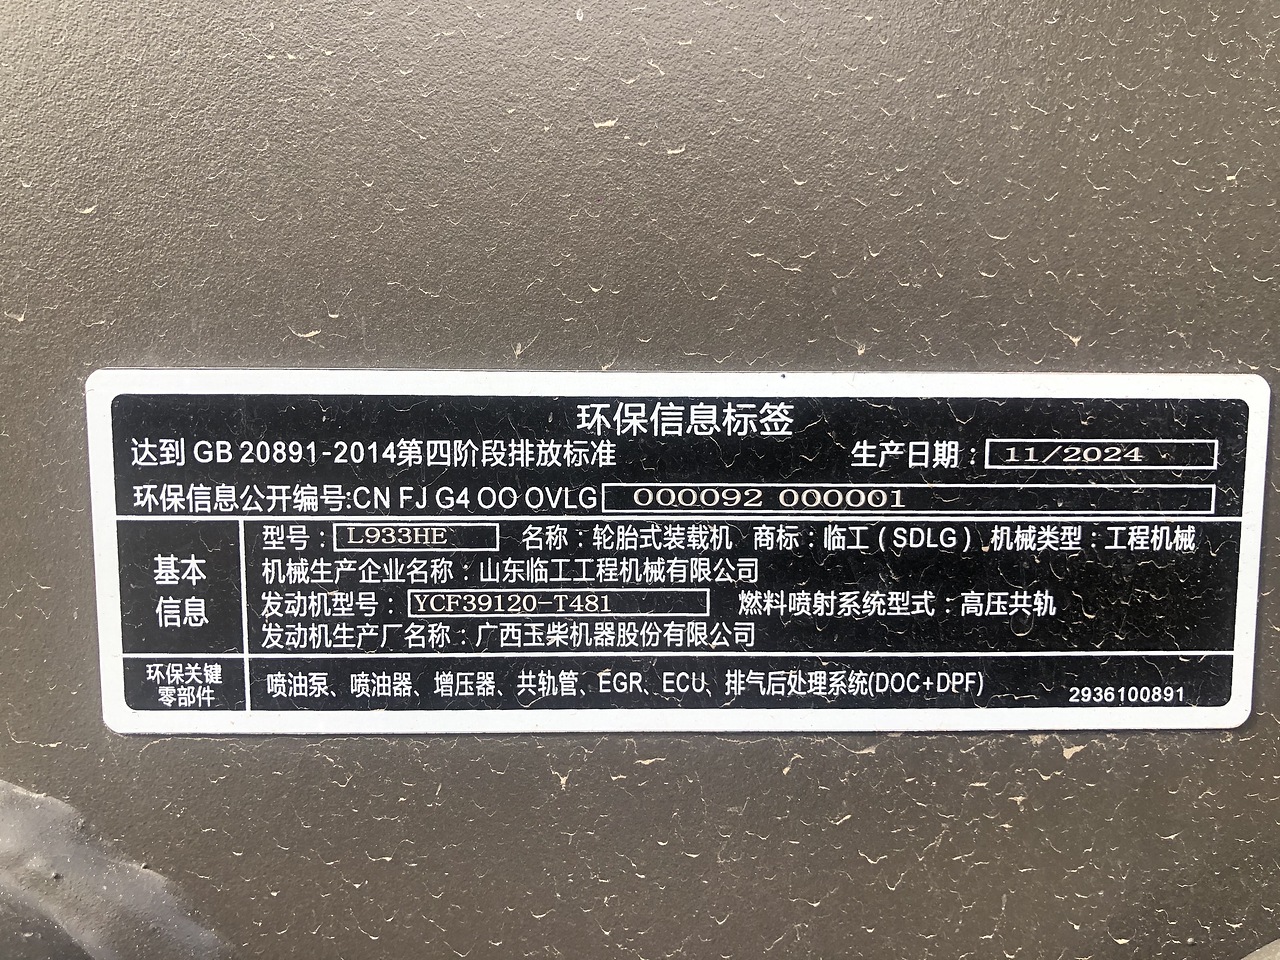 环保信息标签
达到 GB 20891-2014第四阶段排放标准 生产日期：11/2024
环保信息公开编号:CN FJ G4 OO OVLG 000092 000001
基本信息
型号：L933HE 名称：轮胎式装载机 商标：临工（SDLG） 机械类型：工程机械
机械生产企业名称：山东临工工程机械有限公司
发动机型号：YCF39120-T481 燃料喷射系统型式：高压共轨
发动机生产厂名称：广西玉柴机器股份有限公司
环保关键零部件
喷油泵、喷油器、增压器、共轨管、EGR、ECU、排气后处理系统(DOC+DPF)
2936100891